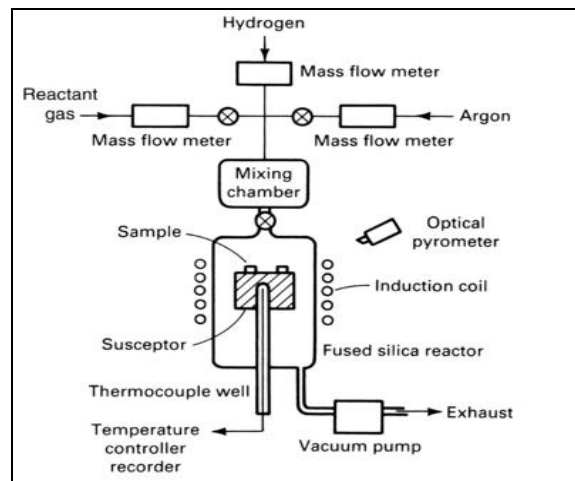 Hydrogen
Mass flow meter
Reactant
gas
Mass flow meter
Argon
Mass flow meter
Mixing
chamber
Sample
Optical
pyrometer
Induction coil
Susceptor
Fused silica reactor
Thermocouple well
Exhaust
Temperature
controller
recorder
Vacuum pump